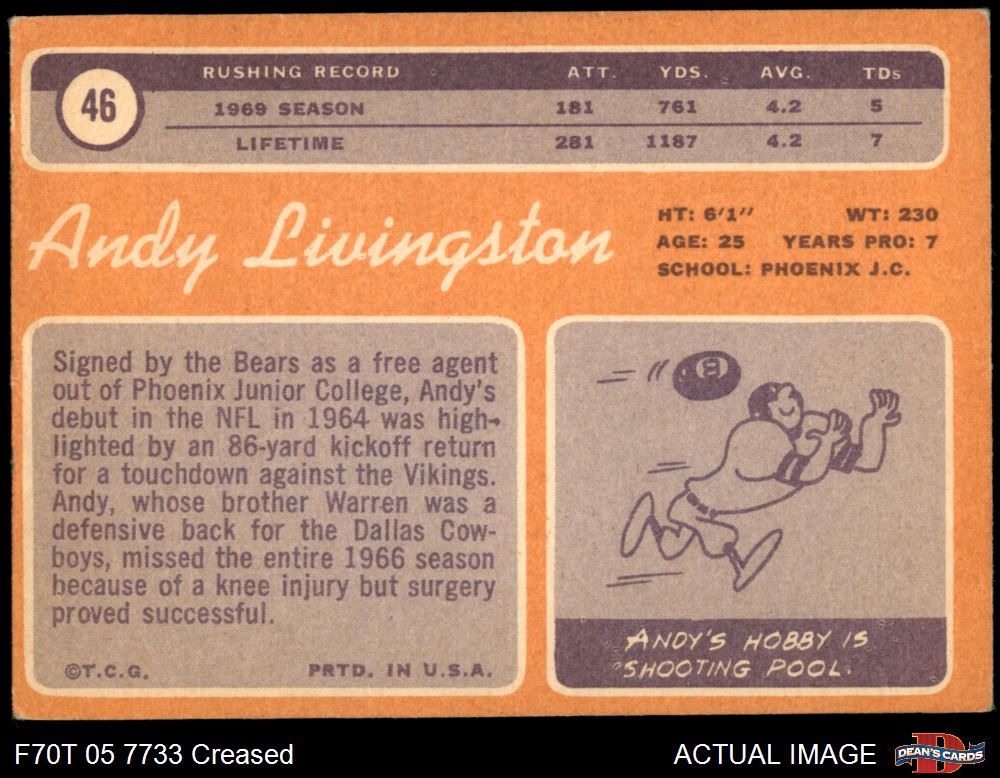 46
RUSHING RECORD ATT. YDS. AVG. TDs
1969 SEASON 181 761 4.2 5
LIFETIME 281 1187 4.2 7
Andy Livingston
HT: 6'1" WT: 230
AGE: 25 YEARS PRO: 7
SCHOOL: PHOENIX J.C.
Signed by the Bears as a free agent
out of Phoenix Junior College, Andy's
debut in the NFL in 1964 was high-
lighted by an 86-yard kickoff return
for a touchdown against the Vikings.
Andy, whose brother Warren was a
defensive back for the Dallas Cow-
boys, missed the entire 1966 season
because of a knee injury but surgery
proved successful.
©T.C.G. PRTD. IN U.S.A.
8
ANDY'S HOBBY IS
SHOOTING POOL.
F70T 05 7733 Creased
ACTUAL IMAGE
D
DEAN'S CARDS